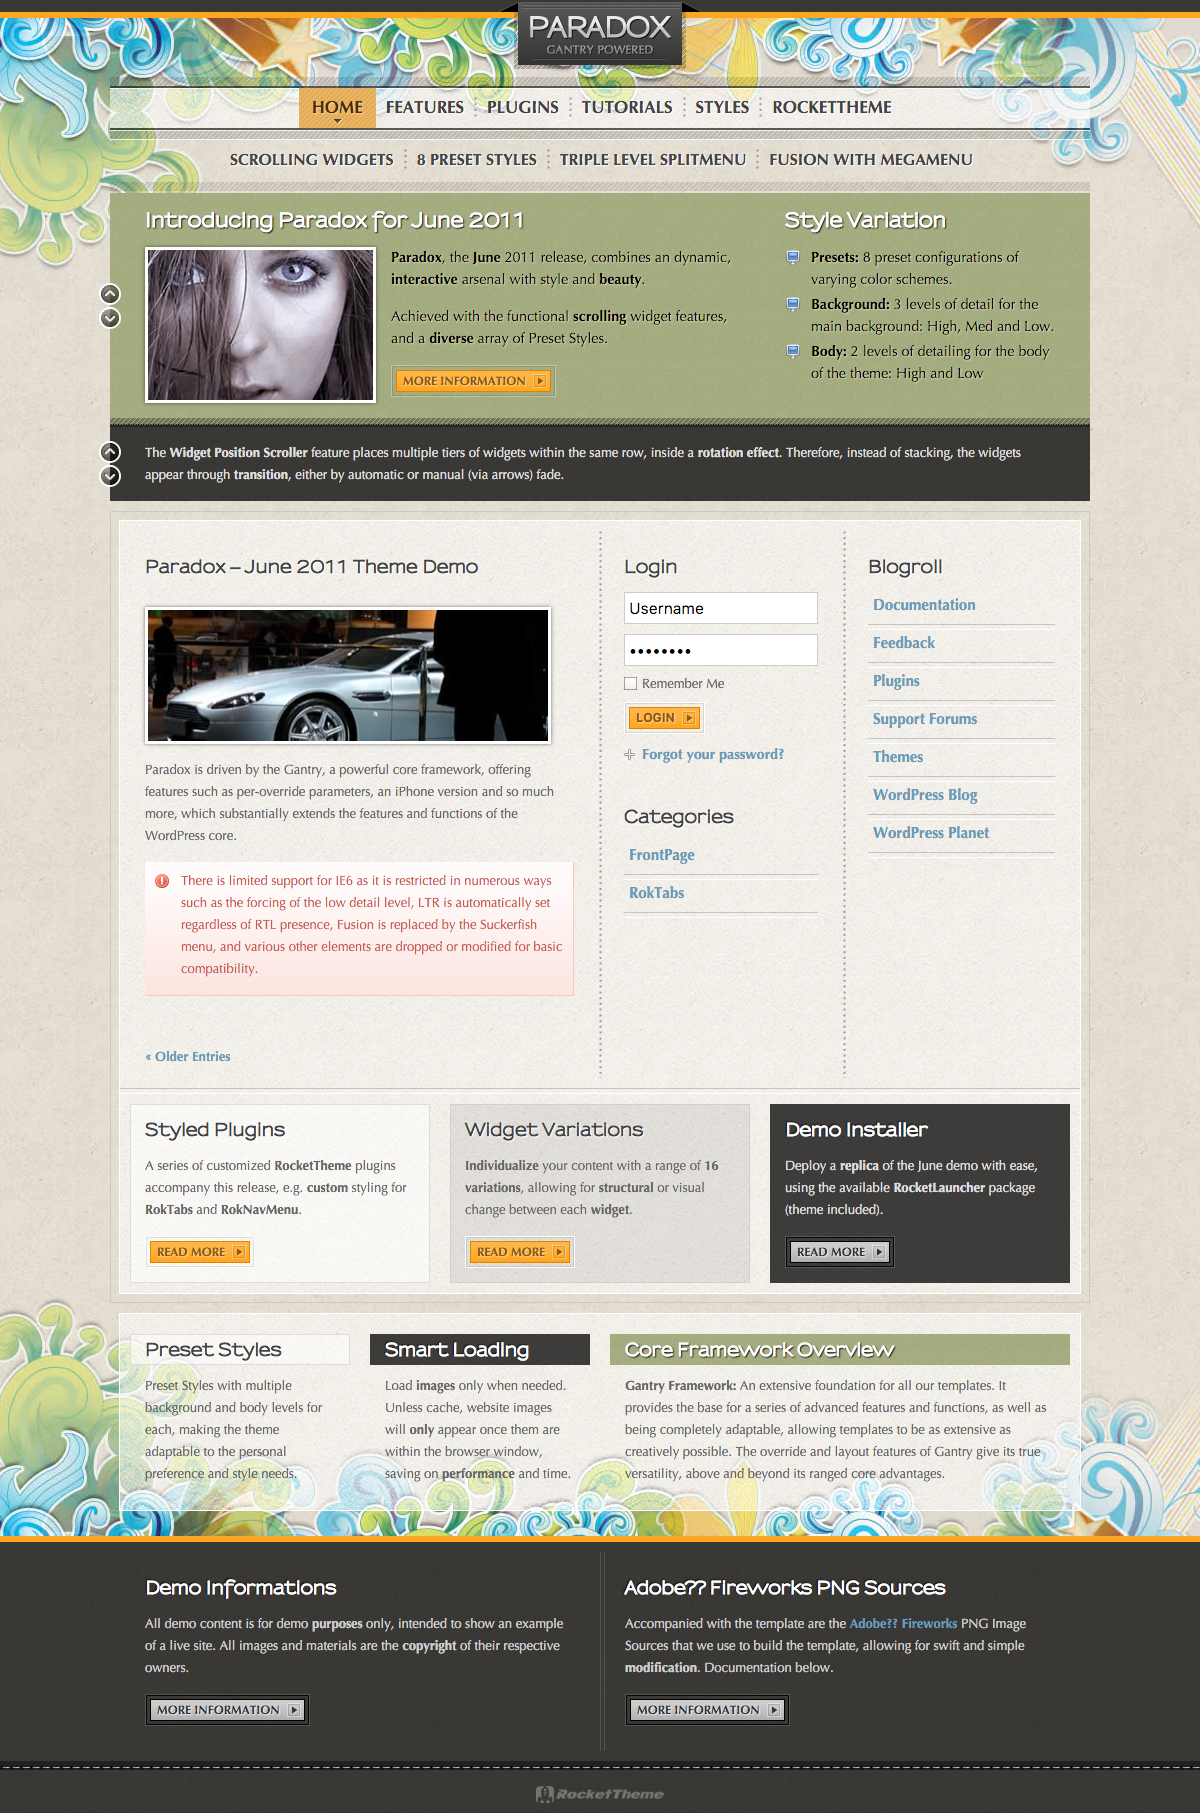 PARADOX
GANTRY POWERED
HOME FEATURES PLUGINS TUTORIALS STYLES ROCKETTHEME
SCROLLING WIDGETS 8 PRESET STYLES TRIPLE LEVEL SPLITMENU FUSION WITH MEGAMENU
Introducing Paradox for June 2011
Paradox, the June 2011 release, combines an dynamic,
interactive arsenal with style and beauty.
Achieved with the functional scrolling widget features,
and a diverse array of Preset Styles.
MORE INFORMATION
Style Variation
Presets: 8 preset configurations of
varying color schemes.
Background: 3 levels of detail for the
main background: High, Med and Low.
Body: 2 levels of detailing for the body
of the theme: High and Low
The Widget Position Scroller feature places multiple tiers of widgets within the same row, inside a rotation effect. Therefore, instead of stacking, the widgets
appear through transition, either by automatic or manual (via arrows) fade.
Paradox – June 2011 Theme Demo
Paradox is driven by the Gantry, a powerful core framework, offering
features such as per-override parameters, an iPhone version and so much
more, which substantially extends the features and functions of the
WordPress core.
There is limited support for IE6 as it is restricted in numerous ways
such as the forcing of the low detail level, LTR is automatically set
regardless of RTL presence, Fusion is replaced by the Suckerfish
menu, and various other elements are dropped or modified for basic
compatibility.
« Older Entries
Login
Username
••••••••
Remember Me
LOGIN
Forgot your password?
Categories
FrontPage
RokTabs
Blogroll
Documentation
Feedback
Plugins
Support Forums
Themes
WordPress Blog
WordPress Planet
Styled Plugins
A series of customized RocketTheme plugins
accompany this release, e.g. custom styling for
RokTabs and RokNavMenu.
READ MORE
Widget Variations
Individualize your content with a range of 16
variations, allowing for structural or visual
change between each widget.
READ MORE
Demo Installer
Deploy a replica of the June demo with ease,
using the available RocketLauncher package
(theme included).
READ MORE
Preset Styles
Preset Styles with multiple
background and body levels for
each, making the theme
adaptable to the personal
preference and style needs.
Smart Loading
Load images only when needed.
Unless cache, website images
will only appear once them are
within the browser window,
saving on performance and time.
Core Framework Overview
Gantry Framework: An extensive foundation for all our templates. It
provides the base for a series of advanced features and functions, as well as
being completely adaptable, allowing templates to be as extensive as
creatively possible. The override and layout features of Gantry give its true
versatility, above and beyond its ranged core advantages.
Demo Informations
All demo content is for demo purposes only, intended to show an example
of a live site. All images and materials are the copyright of their respective
owners.
MORE INFORMATION
Adobe?? Fireworks PNG Sources
Accompanied with the template are the Adobe?? Fireworks PNG Image
Sources that we use to build the template, allowing for swift and simple
modification. Documentation below.
MORE INFORMATION
RocketTheme